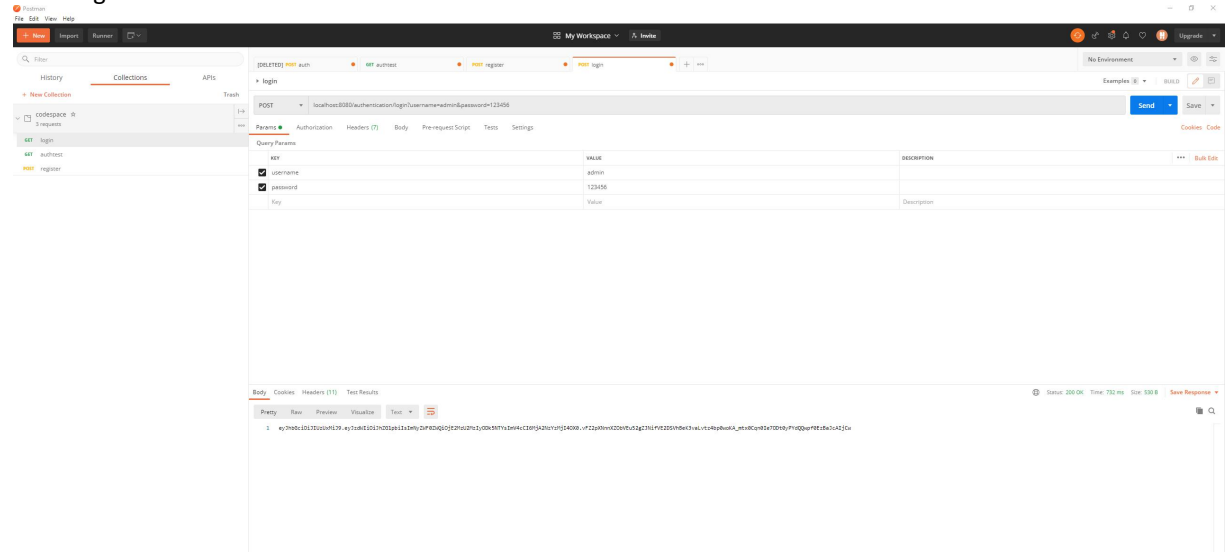 Postman
File Edit View Help
+ New Import Runner My Workspace Invite Upgrade
Filter
History Collections APIs
+ New Collection Trash
codespace
3 requests
GET login
GET authtest
POST register
[DELETED] POST auth GET authtest POST register POST login + No Environment
login Examples 0 BUILD
POST localhost:8080/authentication/login?username=admin&password=123456 Send Save
Params Authorization Headers (7) Body Pre-request Script Tests Settings Cookies Code
Query Params
KEY VALUE DESCRIPTION Bulk Edit
username admin
password 123456
Key Value Description
Body Cookies Headers (11) Test Results Status: 200 OK Time: 732 ms Size: 530 B Save Response
Pretty Raw Preview Visualize Text
1